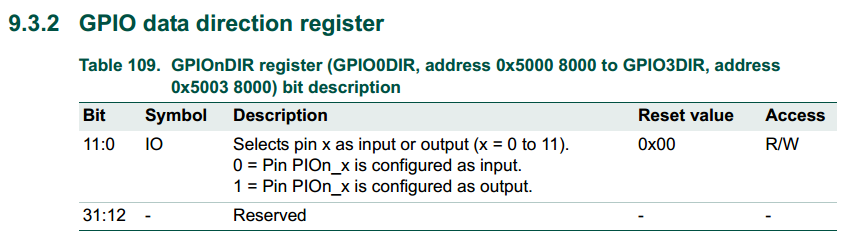 9.3.2 GPIO data direction register
Table 109. GPIOnDIR register (GPIO0DIR, address 0x5000 8000 to GPIO3DIR, address
0x5003 8000) bit description
Bit Symbol Description Reset value Access
11:0 IO Selects pin x as input or output (x = 0 to 11). 0x00 R/W
0 = Pin PIOn_x is configured as input.
1 = Pin PIOn_x is configured as output.
31:12 - Reserved - -